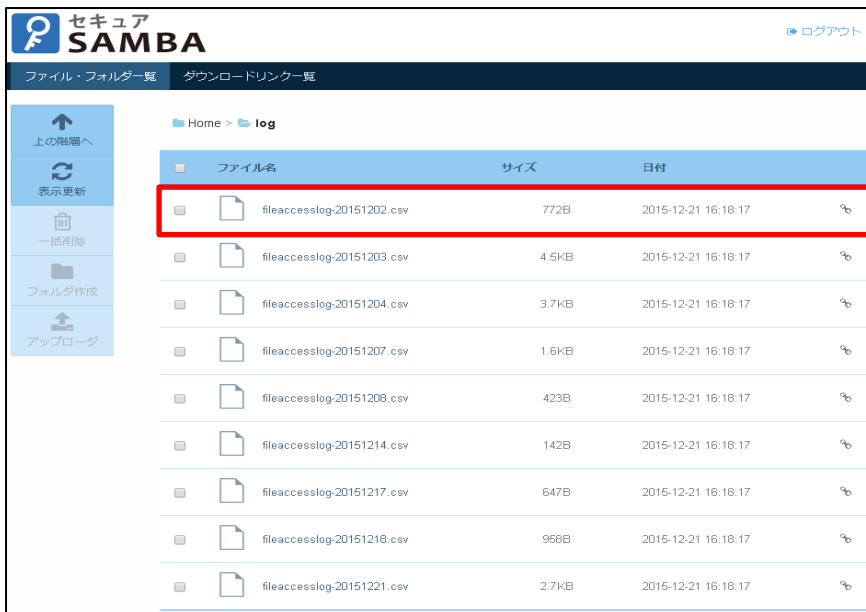 セキュア
SAMBA
ログアウト
ファイル・フォルダ一覧 ダウンロードリンク一覧
上の階層へ
表示更新
一括削除
フォルダ作成
アップローダ
Home > log
ファイル名 サイズ 日付
fileaccesslog-20151202.csv 772B 2015-12-21 16:18:17
fileaccesslog-20151203.csv 4.5KB 2015-12-21 16:18:17
fileaccesslog-20151204.csv 3.7KB 2015-12-21 16:18:17
fileaccesslog-20151207.csv 1.6KB 2015-12-21 16:18:17
fileaccesslog-20151208.csv 423B 2015-12-21 16:18:17
fileaccesslog-20151214.csv 142B 2015-12-21 16:18:17
fileaccesslog-20151217.csv 647B 2015-12-21 16:18:17
fileaccesslog-20151218.csv 958B 2015-12-21 16:18:17
fileaccesslog-20151221.csv 2.7KB 2015-12-21 16:18:17